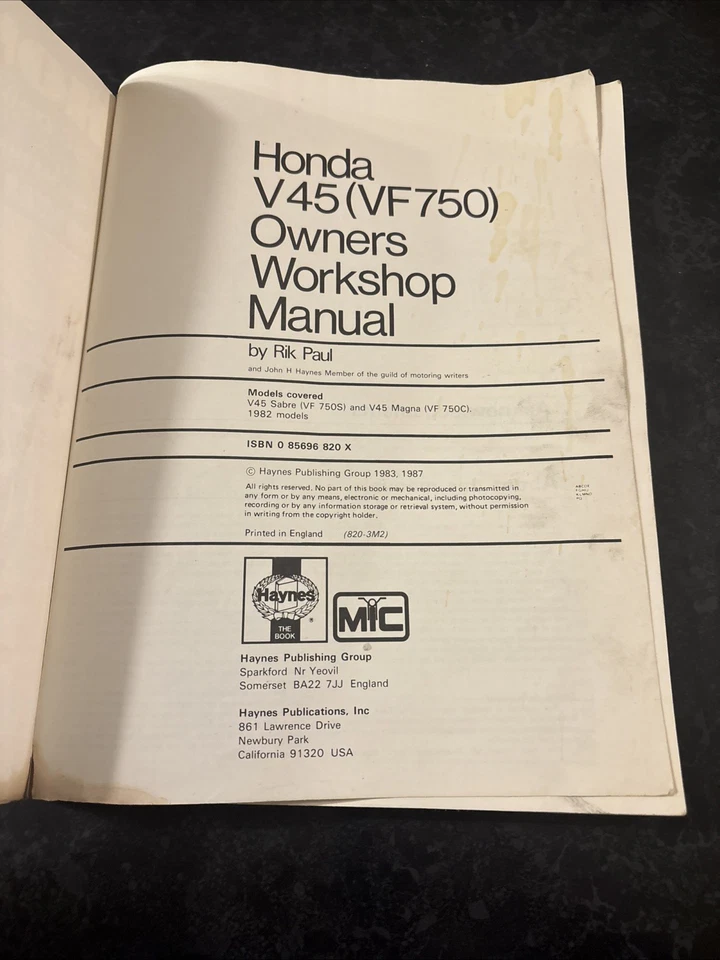 Honda
V45 (VF 750)
Owners
Workshop
Manual
by Rik Paul
and John H Haynes Member of the guild of motoring writers
Models covered
V45 Sabre (VF 750S) and V45 Magna (VF 750C).
1982 models
ISBN 0 85696 820 X
© Haynes Publishing Group 1983, 1987
All rights reserved. No part of this book may be reproduced or transmitted in
any form or by any means, electronic or mechanical, including photocopying,
recording or by any information storage or retrieval system, without permission
in writing from the copyright holder.
Printed in England (820-3M2)
Haynes
®
THE
BOOK
MIC
Haynes Publishing Group
Sparkford Nr Yeovil
Somerset BA22 7JJ England
Haynes Publications, Inc
861 Lawrence Drive
Newbury Park
California 91320 USA